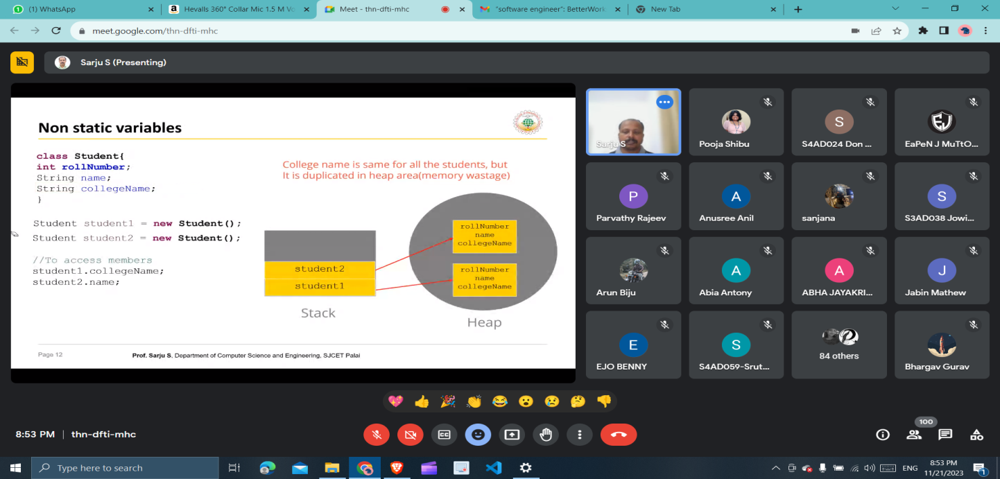 (1) WhatsApp
Hevalls 360° Collar Mic 1.5 M Vo
Meet - thn-dfti-mhc
"software engineer": BetterWork
New Tab
meet.google.com/thn-dfti-mhc
Sarju S (Presenting)
Non static variables
class Student{
int rollNumber;
String name;
String collegeName;
}
Student student1 = new Student();
Student student2 = new Student();
//To access members
student1.collegeName;
student2.name;
College name is same for all the students, but
It is duplicated in heap area(memory wastage)
student2
student1
Stack
rollNumber
name
collegeName
rollNumber
name
collegeName
Heap
Page 12
Prof. Sarju S, Department of Computer Science and Engineering, SJCET Palai
Sarju S
Pooja Shibu
S
S4AD024 Don ...
EJ
EaPeN J MuTtO...
P
Parvathy Rajeev
A
Anusree Anil
sanjana
S
S3AD038 Jowi...
Arun Biju
A
Abia Antony
A
ABHA JAYAKRI...
J
Jabin Mathew
E
EJO BENNY
S
S4AD059-Srut...
84 others
Bhargav Gurav
8:53 PM | thn-dfti-mhc
CC
100
Type here to search
ENG
8:53 PM
11/21/2023
1